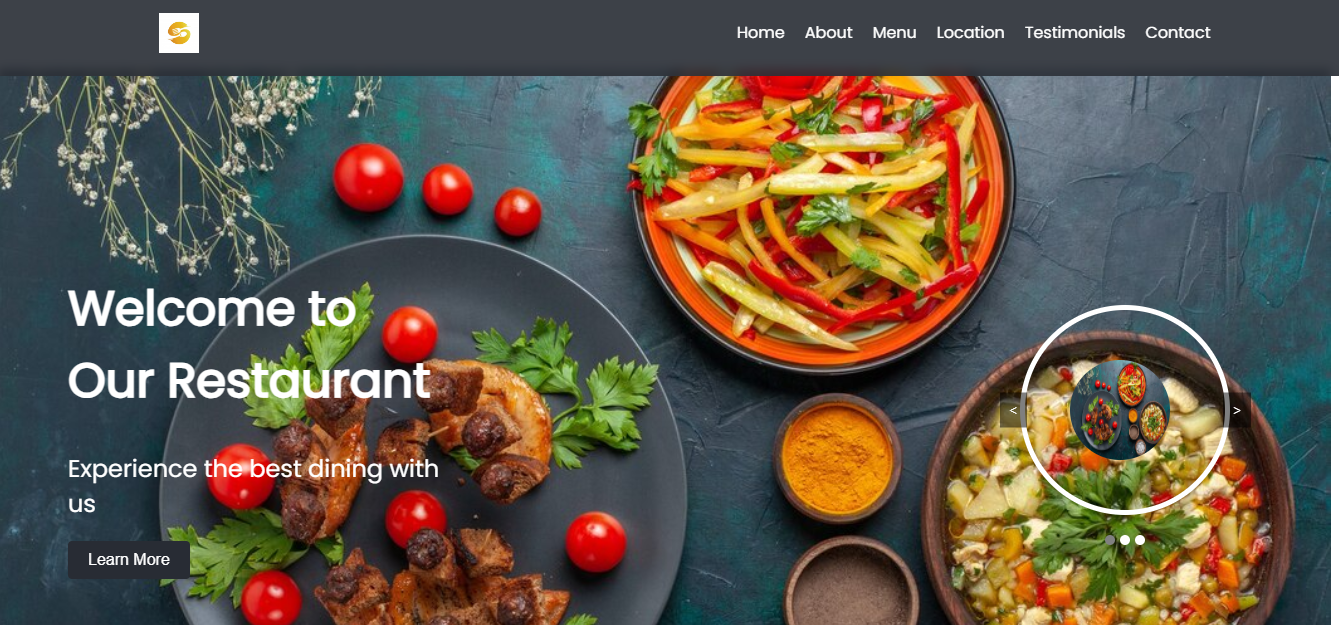 Home About Menu Location Testimonials Contact
Welcome to
Our Restaurant
Experience the best dining with
us
Learn More
< >